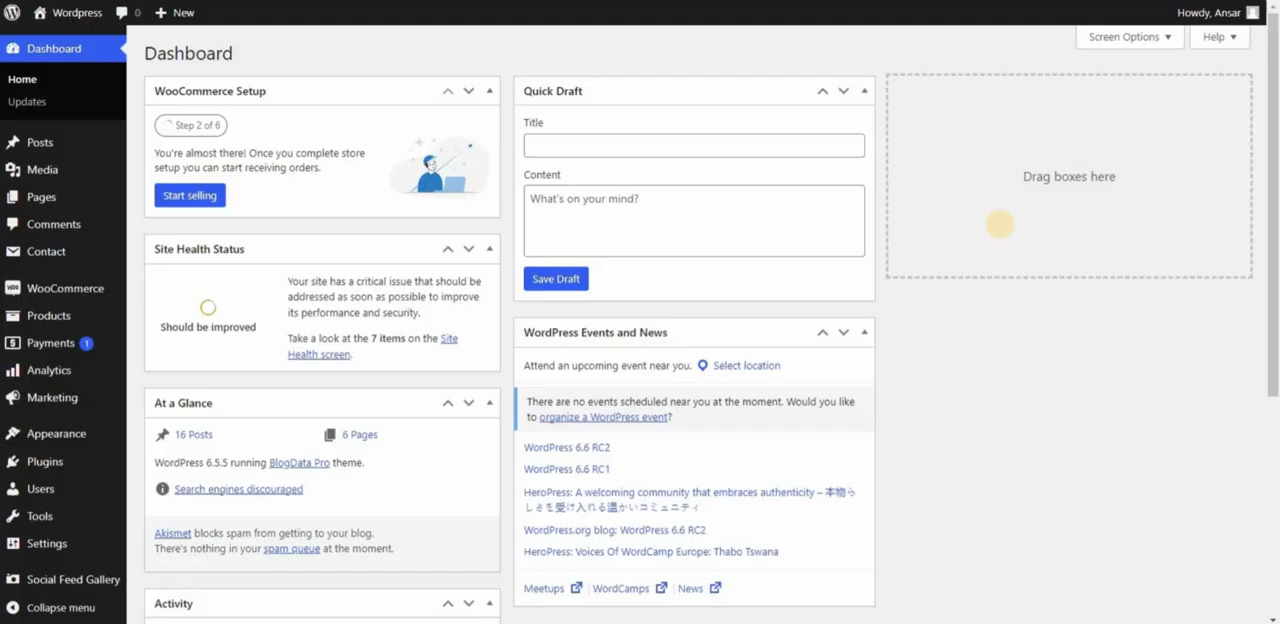 Wordpress 0 New
Howdy, Ansar
Screen Options ▼ Help ▼
Dashboard
Home
Updates
Posts
Media
Pages
Comments
Contact
WooCommerce
Products
Payments 1
Analytics
Marketing
Appearance
Plugins
Users
Tools
Settings
Social Feed Gallery
Collapse menu
Dashboard
WooCommerce Setup
Step 2 of 6
You're almost there! Once you complete store
setup you can start receiving orders.
Start selling
Site Health Status
Should be improved
Your site has a critical issue that should be
addressed as soon as possible to improve
its performance and security.
Take a look at the 7 items on the Site
Health screen.
At a Glance
16 Posts 6 Pages
WordPress 6.5.5 running BlogData Pro theme.
Search engines discouraged
Akismet blocks spam from getting to your blog.
There's nothing in your spam queue at the moment.
Activity
Quick Draft
Title
Content
What's on your mind?
Save Draft
WordPress Events and News
Attend an upcoming event near you. Select location
There are no events scheduled near you at the moment. Would you like
to organize a WordPress event?
WordPress 6.6 RC2
WordPress 6.6 RC1
HeroPress: A welcoming community that embraces authenticity – 本物ら
しさを受け入れる温かいコミュニティ
WordPress.org blog: WordPress 6.6 RC2
HeroPress: Voices Of WordCamp Europe: Thabo Tswana
Meetups | WordCamps | News
Drag boxes here